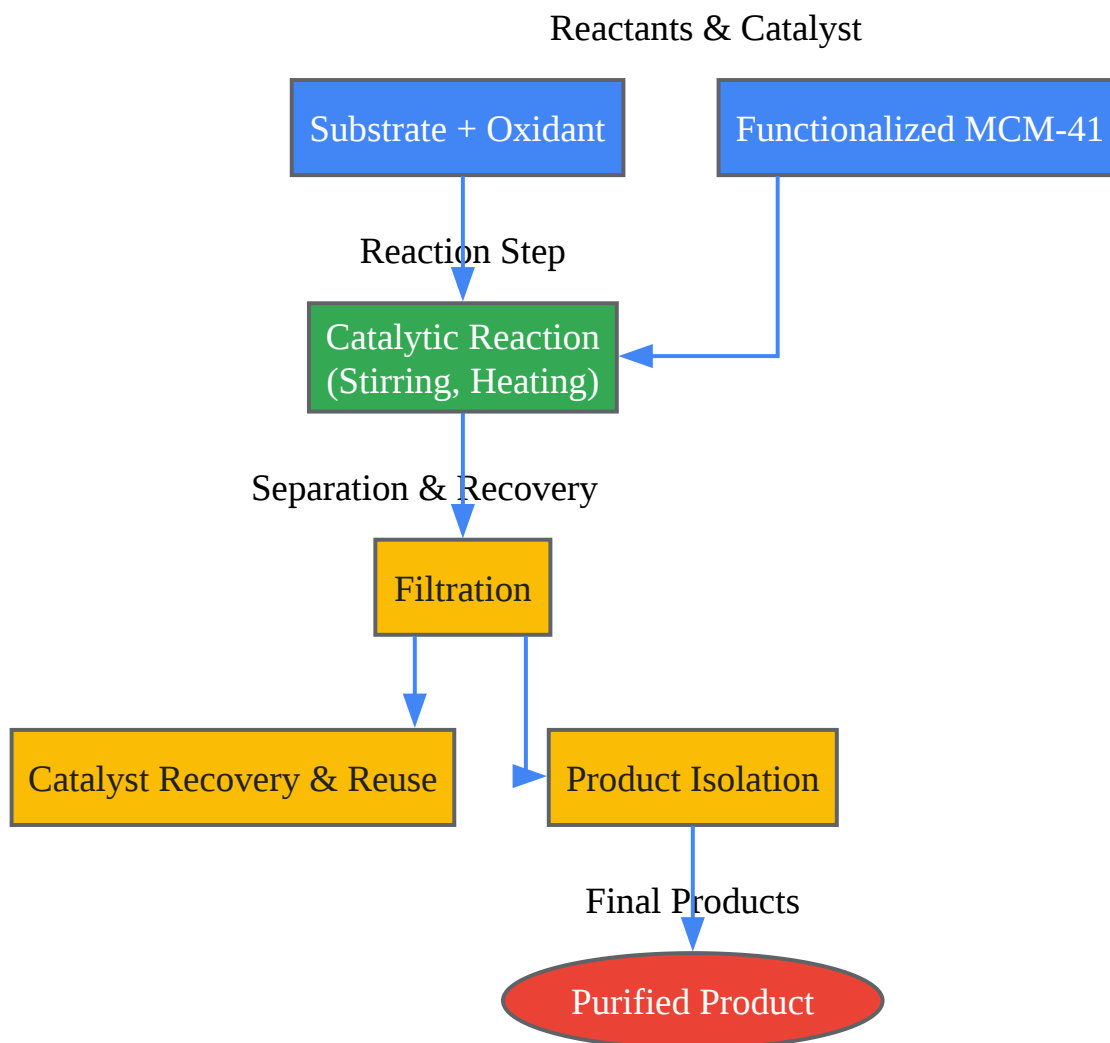 Reactants & Catalyst
Substrate + Oxidant
Functionalized MCM-41
Reaction Step
Catalytic Reaction
(Stirring, Heating)
Separation & Recovery
Filtration
Catalyst Recovery & Reuse
Product Isolation
Final Products
Purified Product